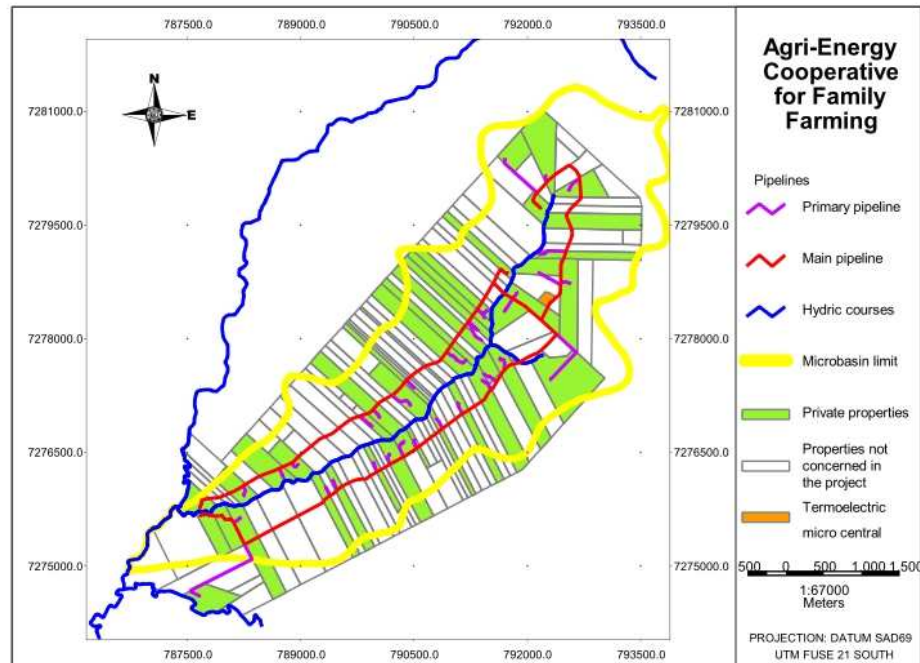 787500.0 789000.0 790500.0 792000.0 793500.0
7281000.0 7281000.0
7279500.0 7279500.0
7278000.0 7278000.0
7276500.0 7276500.0
7275000.0 7275000.0
787500.0 789000.0 790500.0 792000.0 793500.0
N
E
Agri-Energy
Cooperative
for Family
Farming
Pipelines
Primary pipeline
Main pipeline
Hydric courses
Microbasin limit
Private properties
Properties not
concerned in
the project
Termoelectric
micro central
500 0 500 1 000 1 500
1:67000
Meters
PROJECTION: DATUM SAD69
UTM FUSE 21 SOUTH